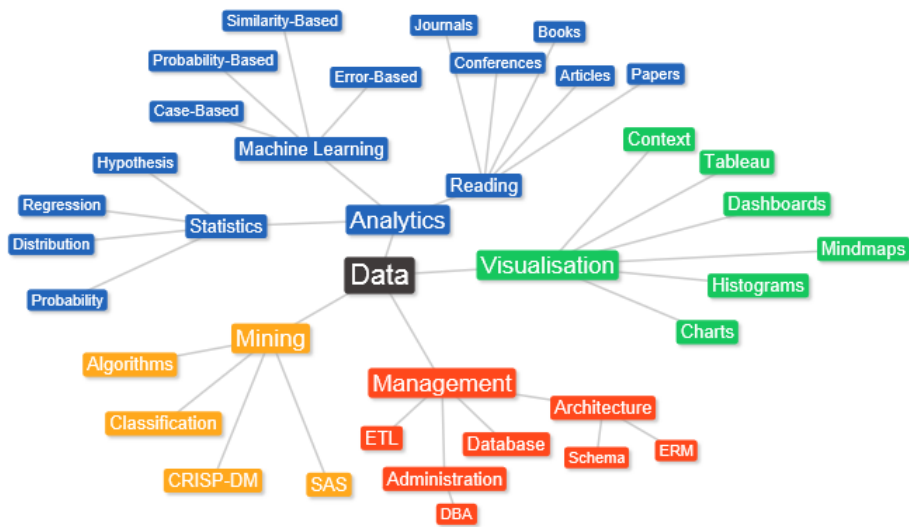 Similarity-Based
Journals
Books
Probability-Based
Conferences
Error-Based
Articles
Papers
Case-Based
Machine Learning
Context
Hypothesis
Tableau
Reading
Regression
Statistics
Analytics
Dashboards
Distribution
Mindmaps
Data
Visualisation
Probability
Histograms
Mining
Charts
Algorithms
Management
Classification
Architecture
ETL
Database
Schema
ERM
CRISP-DM
SAS
Administration
DBA